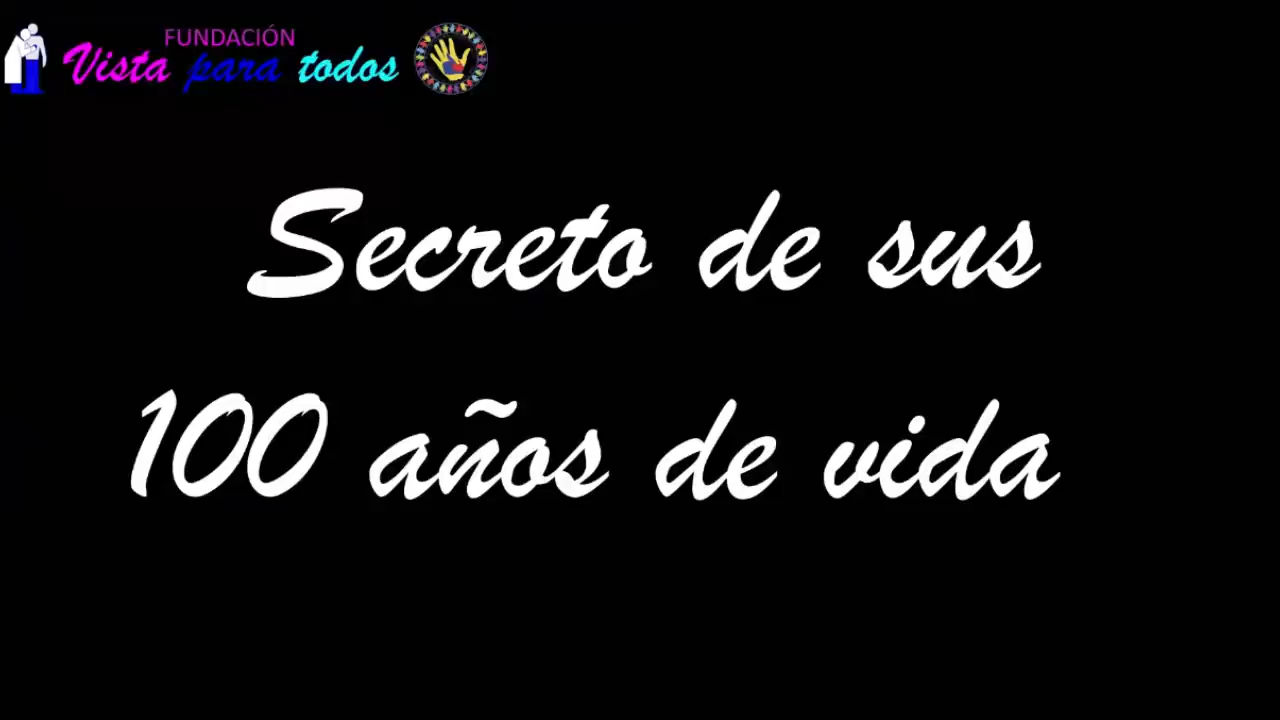 FUNDACIÓN
Vista para todos
Secreto de sus
100 años de vida